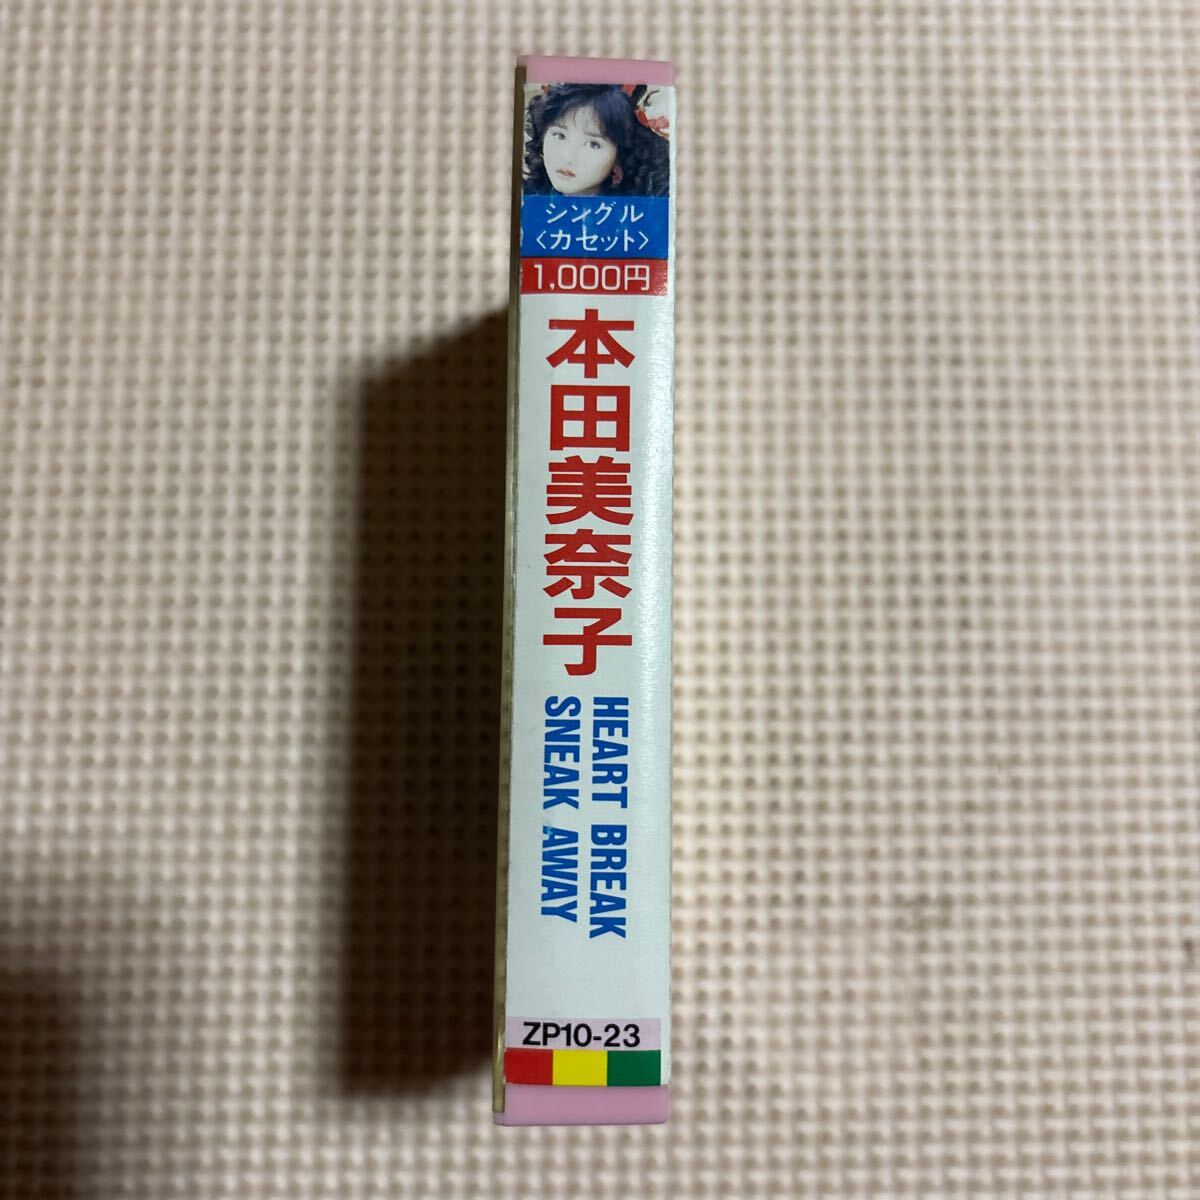 シングル
〈カセット〉
1,000円
本田美奈子
HEART BREAK
SNEAK AWAY
ZP10-23